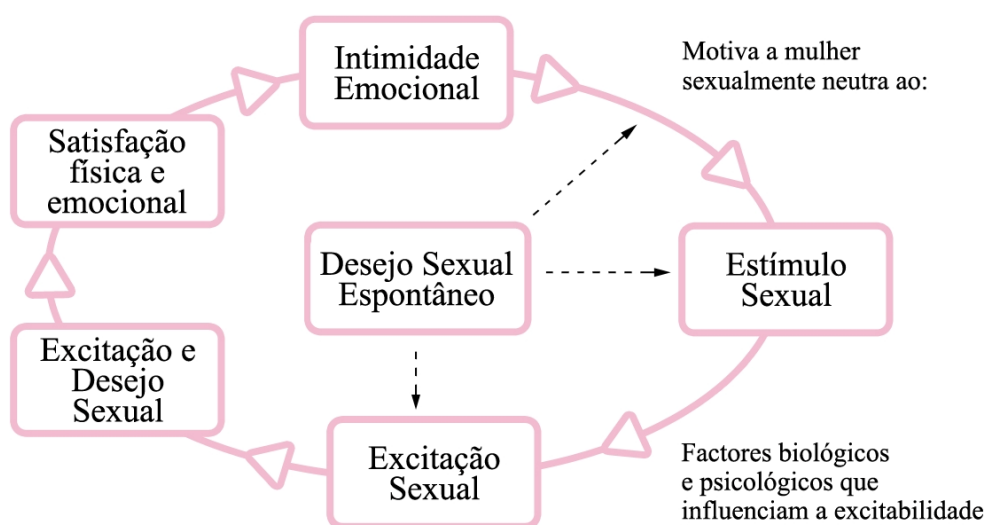 Intimidade
Emocional
Motiva a mulher
sexualmente neutra ao:
Satisfação
física e
emocional
Desejo Sexual
Espontâneo
Estímulo
Sexual
Excitação e
Desejo
Sexual
Excitação
Sexual
Factores biológicos
e psicológicos que
influenciam a excitabilidade